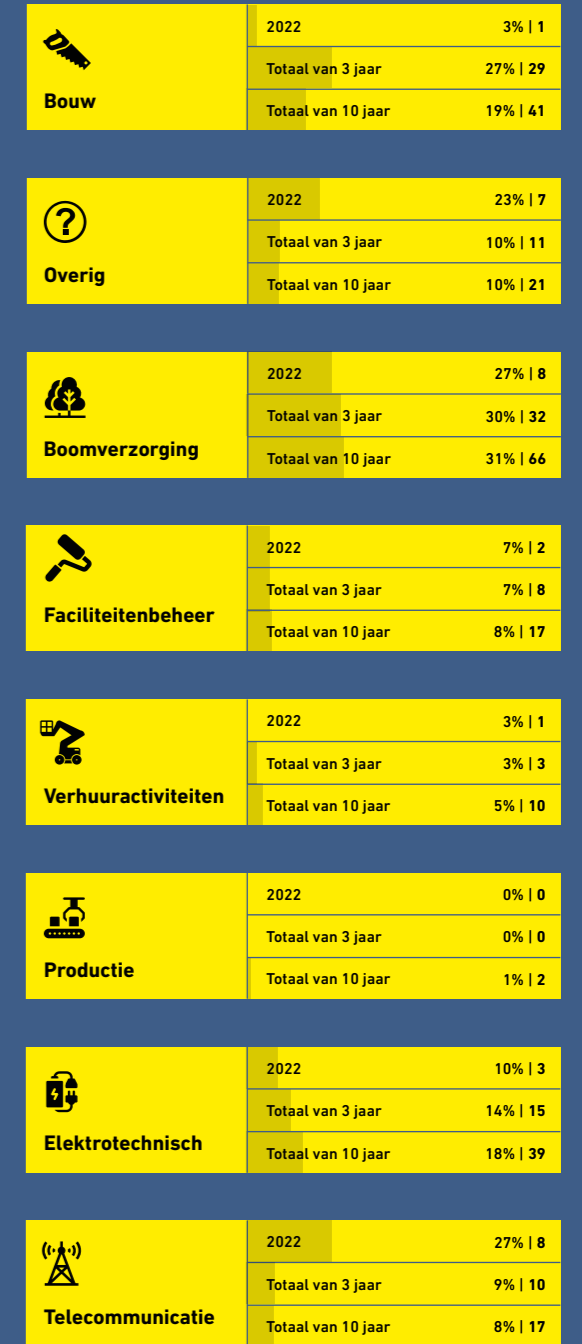 Bouw
2022 3% | 1
Totaal van 3 jaar 27% | 29
Totaal van 10 jaar 19% | 41
Overig
2022 23% | 7
Totaal van 3 jaar 10% | 11
Totaal van 10 jaar 10% | 21
Boomverzorging
2022 27% | 8
Totaal van 3 jaar 30% | 32
Totaal van 10 jaar 31% | 66
Faciliteitenbeheer
2022 7% | 2
Totaal van 3 jaar 7% | 8
Totaal van 10 jaar 8% | 17
Verhuuractiviteiten
2022 3% | 1
Totaal van 3 jaar 3% | 3
Totaal van 10 jaar 5% | 10
Productie
2022 0% | 0
Totaal van 3 jaar 0% | 0
Totaal van 10 jaar 1% | 2
Elektrotechnisch
2022 10% | 3
Totaal van 3 jaar 14% | 15
Totaal van 10 jaar 18% | 39
Telecommunicatie
2022 27% | 8
Totaal van 3 jaar 9% | 10
Totaal van 10 jaar 8% | 17